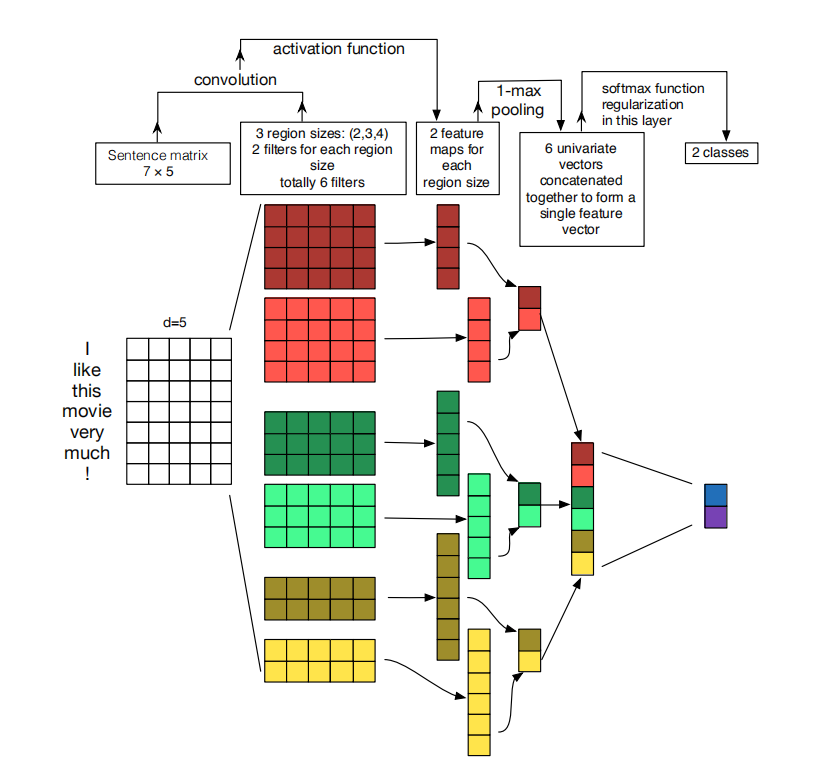 activation function
convolution
1-max
pooling
softmax function
regularization
in this layer
Sentence matrix
7 × 5
3 region sizes: (2,3,4)
2 filters for each region
size
totally 6 filters
2 feature
maps for
each
region size
6 univariate
vectors
concatenated
together to form a
single feature
vector
2 classes
d=5
I
like
this
movie
very
much
!